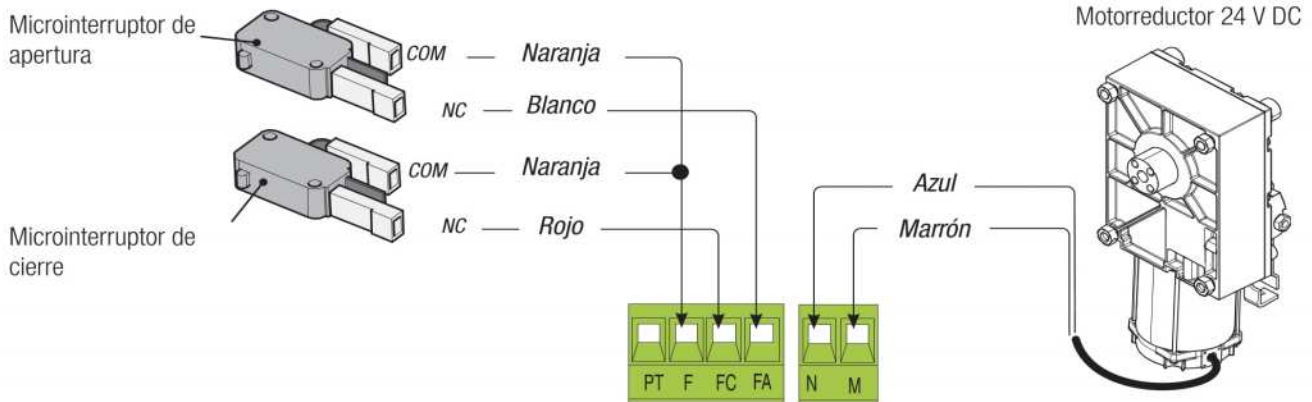 Microinterruptor de
apertura
COM Naranja
NC Blanco
COM Naranja
NC Rojo
Microinterruptor de
cierre
Motorreductor 24 V DC
Azul
Marrón
PT F FC FA N M